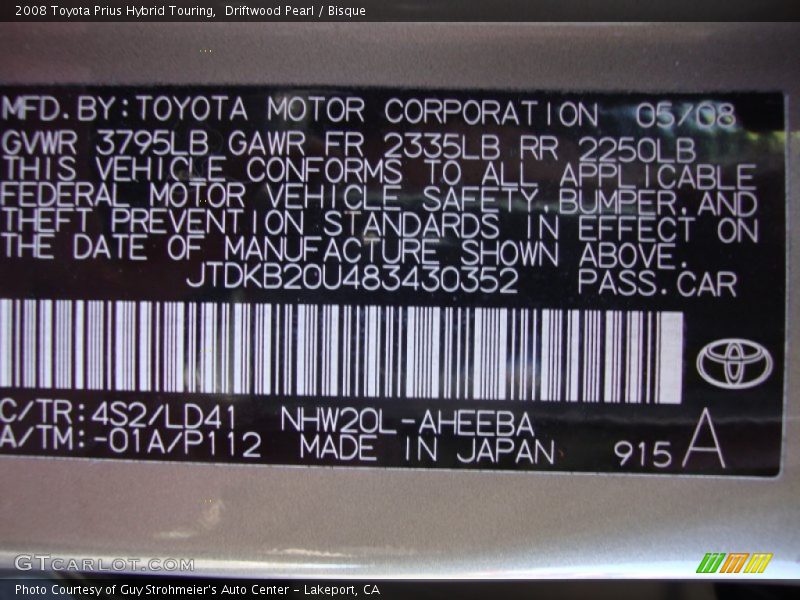 2008 Toyota Prius Hybrid Touring, Driftwood Pearl / Bisque
MFD.BY:TOYOTA MOTOR CORPORATION 05/08
GVWR 3795LB GAWR FR 2335LB RR 2250LB
THIS VEHICLE CONFORMS TO ALL APPLICABLE
FEDERAL MOTOR VEHICLE SAFETY,BUMPER,AND
THEFT PREVENTION STANDARDS IN EFFECT ON
THE DATE OF MANUFACTURE SHOWN ABOVE.
JTDKB20U483430352 PASS.CAR
C/TR:4S2/LD41 NHW20L-AHEEBA
A/TM:-01A/P112 MADE IN JAPAN 915 A
GTCARLOT.COM
Photo Courtesy of Guy Strohmeier's Auto Center - Lakeport, CA